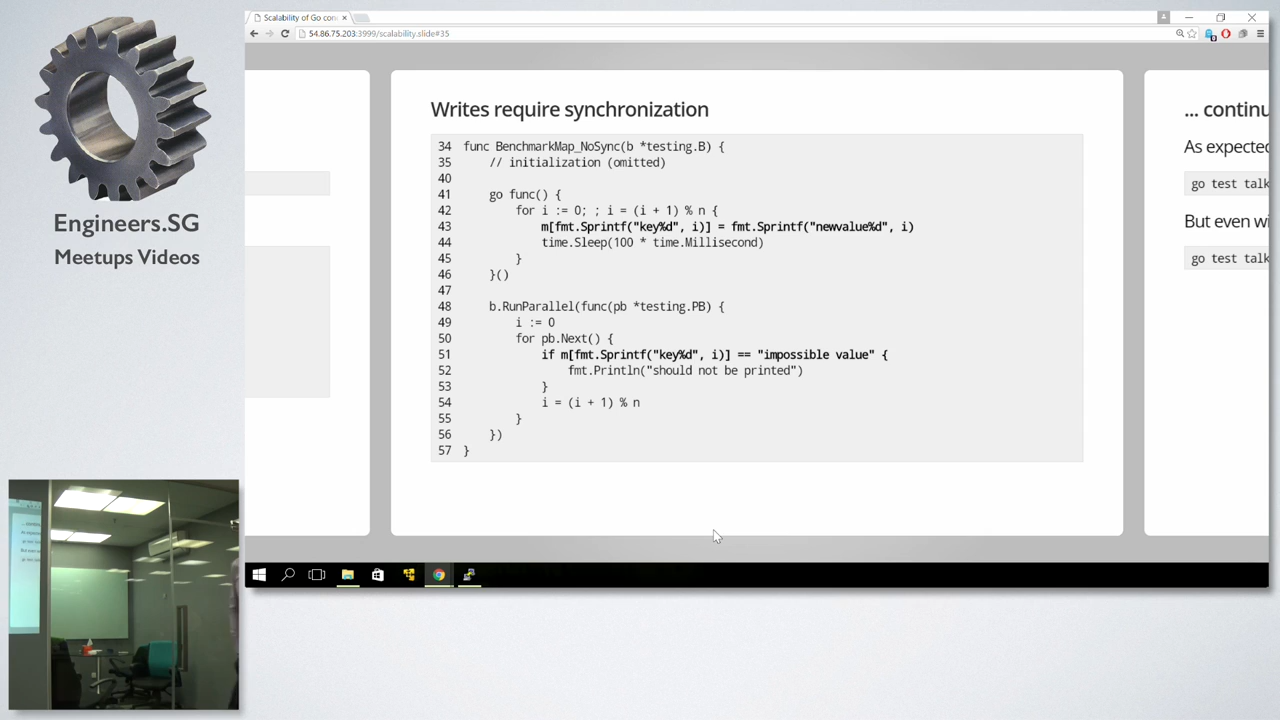 Scalability of Go con
54.86.75.203:3999/scalability.slide#35
Engineers.SG
Meetups Videos
Writes require synchronization
34 func BenchmarkMap_NoSync(b *testing.B) {
35 // initialization (omitted)
40
41 go func() {
42 for i := 0; ; i = (i + 1) % n {
43 m[fmt.Sprintf("key%d", i)] = fmt.Sprintf("newvalue%d", i)
44 time.Sleep(100 * time.Millisecond)
45 }
46 }()
47
48 b.RunParallel(func(pb *testing.PB) {
49 i := 0
50 for pb.Next() {
51 if m[fmt.Sprintf("key%d", i)] == "impossible value" {
52 fmt.Println("should not be printed")
53 }
54 i = (i + 1) % n
55 }
56 })
57 }
... continu
As expected
go test talk
But even wi
go test talk